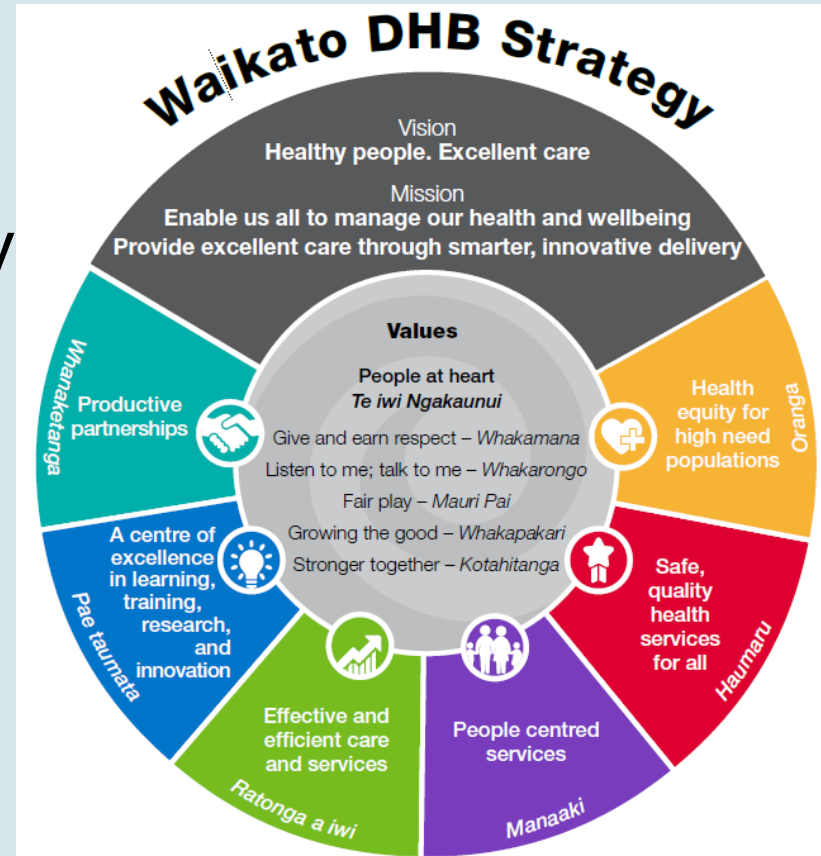 Waikato DHB Strategy
y
Vision
Healthy people. Excellent care
Mission
Enable us all to manage our health and wellbeing
Provide excellent care through smarter, innovative delivery
Values
People at heart
Te iwi Ngakaunui
Give and earn respect – Whakamana
Listen to me; talk to me – Whakarongo
Fair play – Mauri Pai
Growing the good – Whakapakari
Stronger together – Kotahitanga
Health
equity for
high need
populations
Oranga
Safe,
quality
health
services
for all
Haumaru
People centred
services
Manaaki
Effective and
efficient care
and services
Ratonga a iwi
A centre of
excellence
in learning,
training,
research,
and
innovation
Pae taumata
Productive
partnerships
Whanaketanga